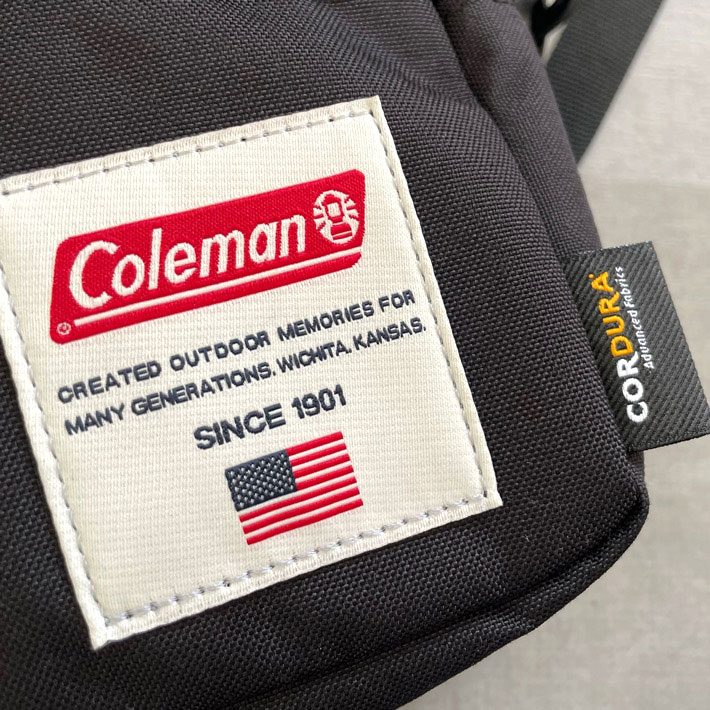 Coleman
CREATED OUTDOOR MEMORIES FOR
MANY GENERATIONS. WICHITA. KANSAS.
SINCE 1901
CORDURA®
Advanced Fabrics